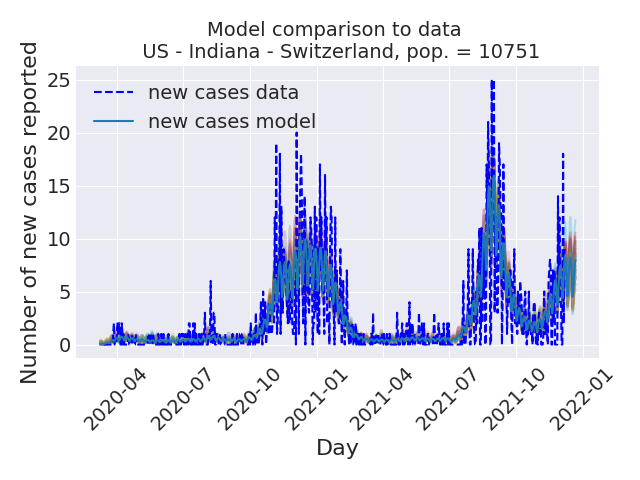 Model comparison to data
US - Indiana - Switzerland, pop. = 10751
Number of new cases reported
25
20
15
10
5
0
new cases data
new cases model
2020-04
2020-07
2020-10
2021-01
2021-04
2021-07
2021-10
2022-01
Day